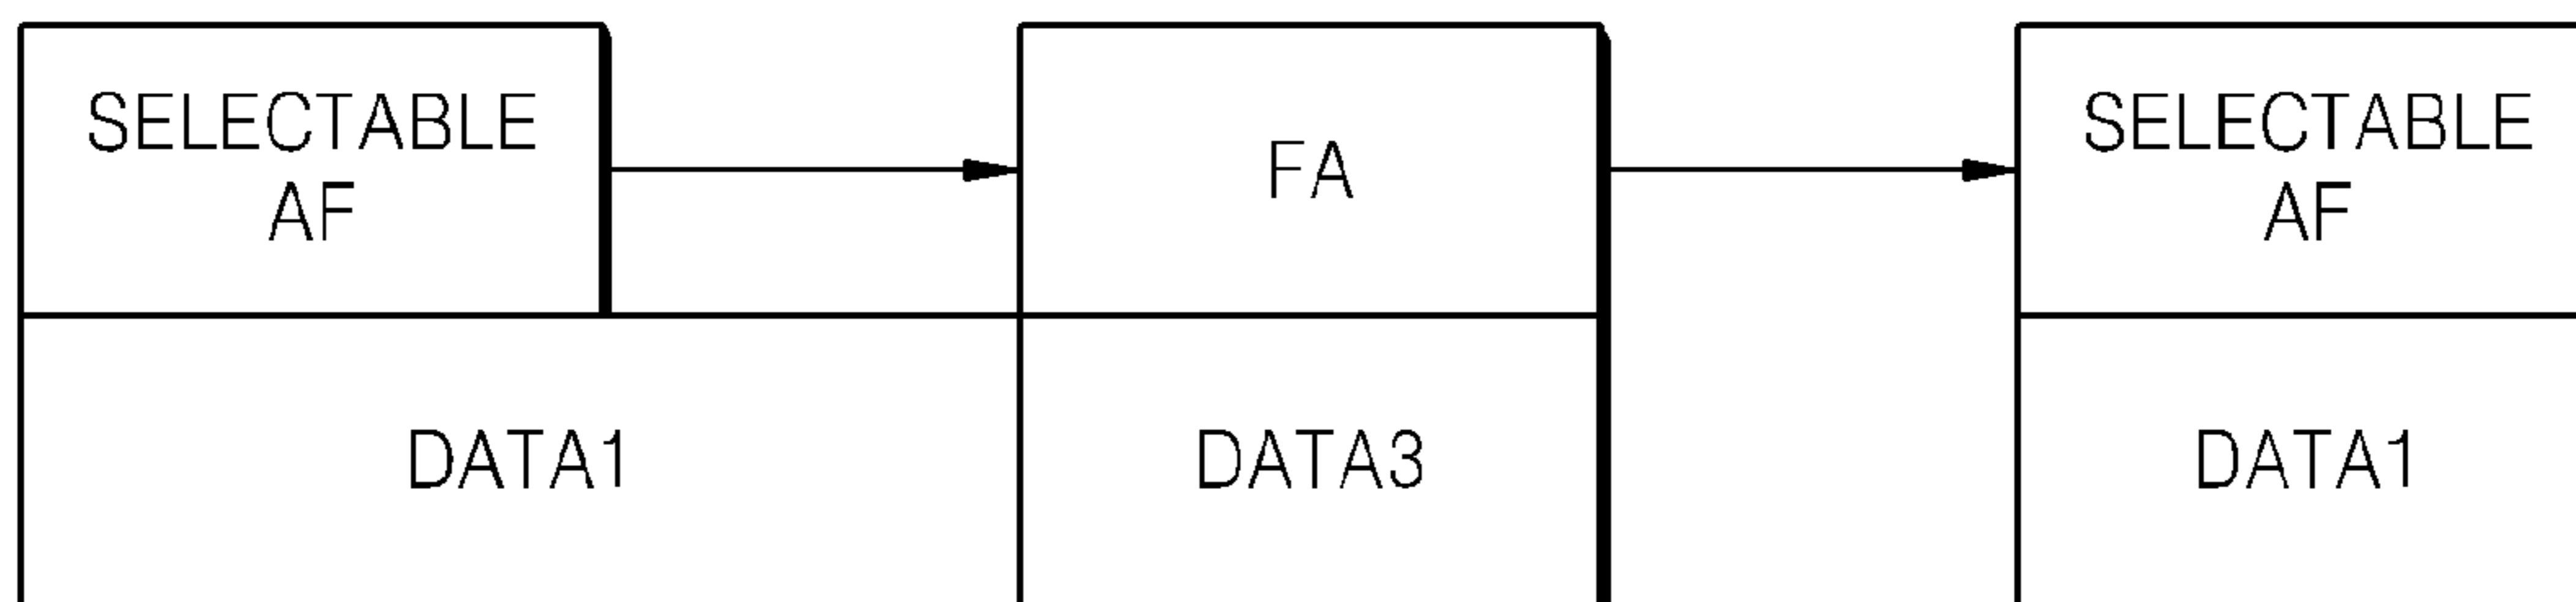 SELECTABLE
AF
FA
SELECTABLE
AF
DATA1
DATA3
DATA1